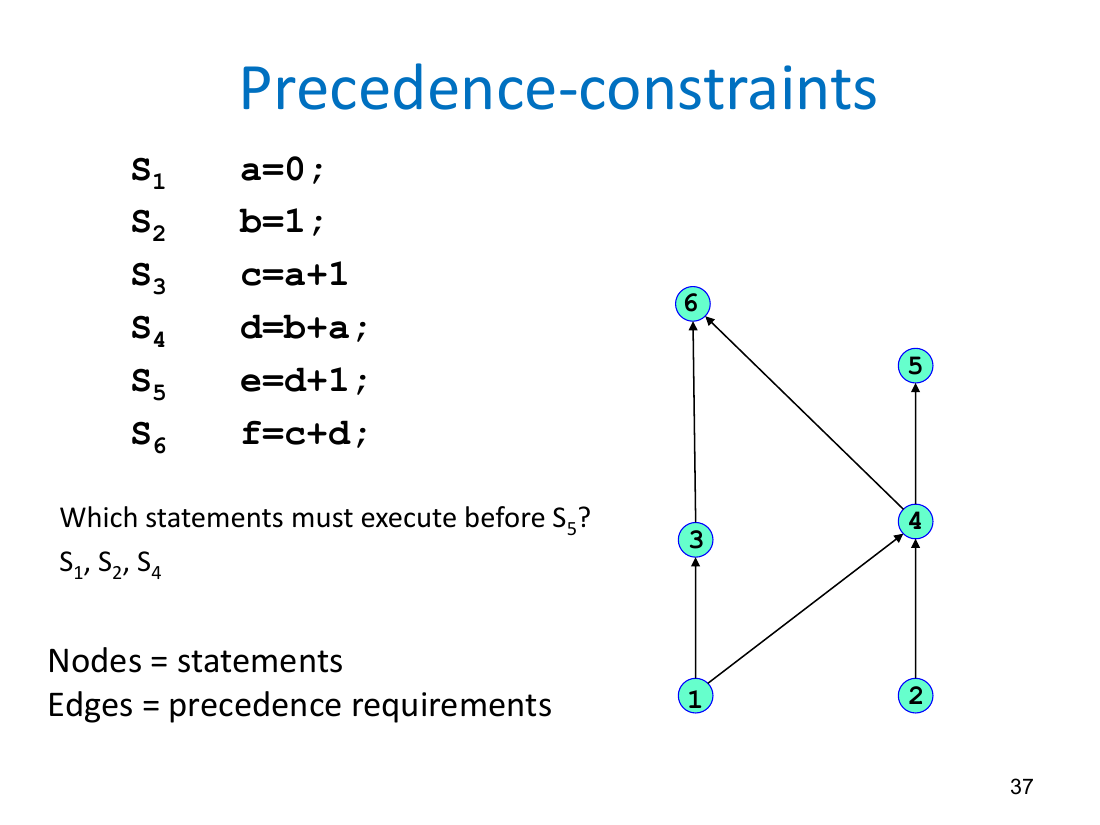 Precedence-constraints
S1 a=0;
S2 b=1;
S3 c=a+1
S4 d=b+a;
S5 e=d+1;
S6 f=c+d;
6
5
4
3
1
2
Which statements must execute before S5?
S1, S2, S4
Nodes = statements
Edges = precedence requirements
37